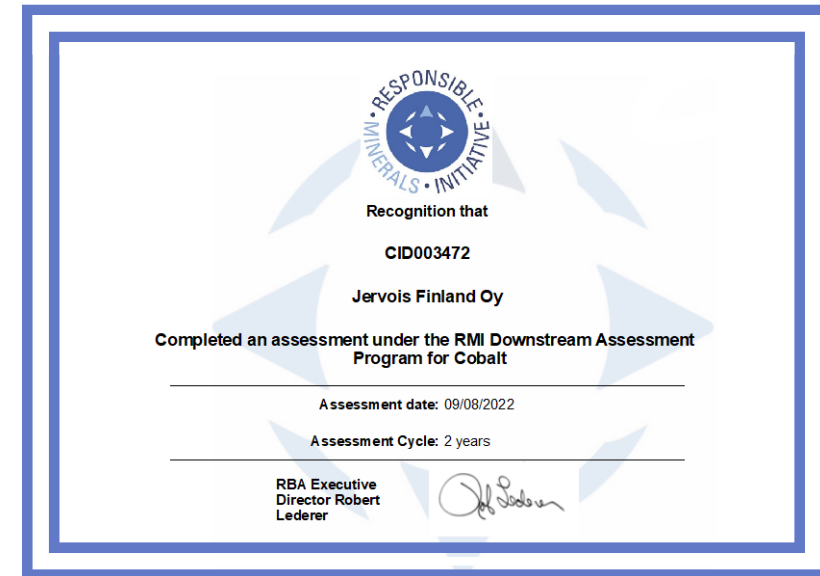 • RESPONSIBLE •
MINERALS • INITIATIVE
Recognition that
CID003472
Jervois Finland Oy
Completed an assessment under the RMI Downstream Assessment
Program for Cobalt
Assessment date: 09/08/2022
Assessment Cycle: 2 years
RBA Executive
Director Robert
Lederer